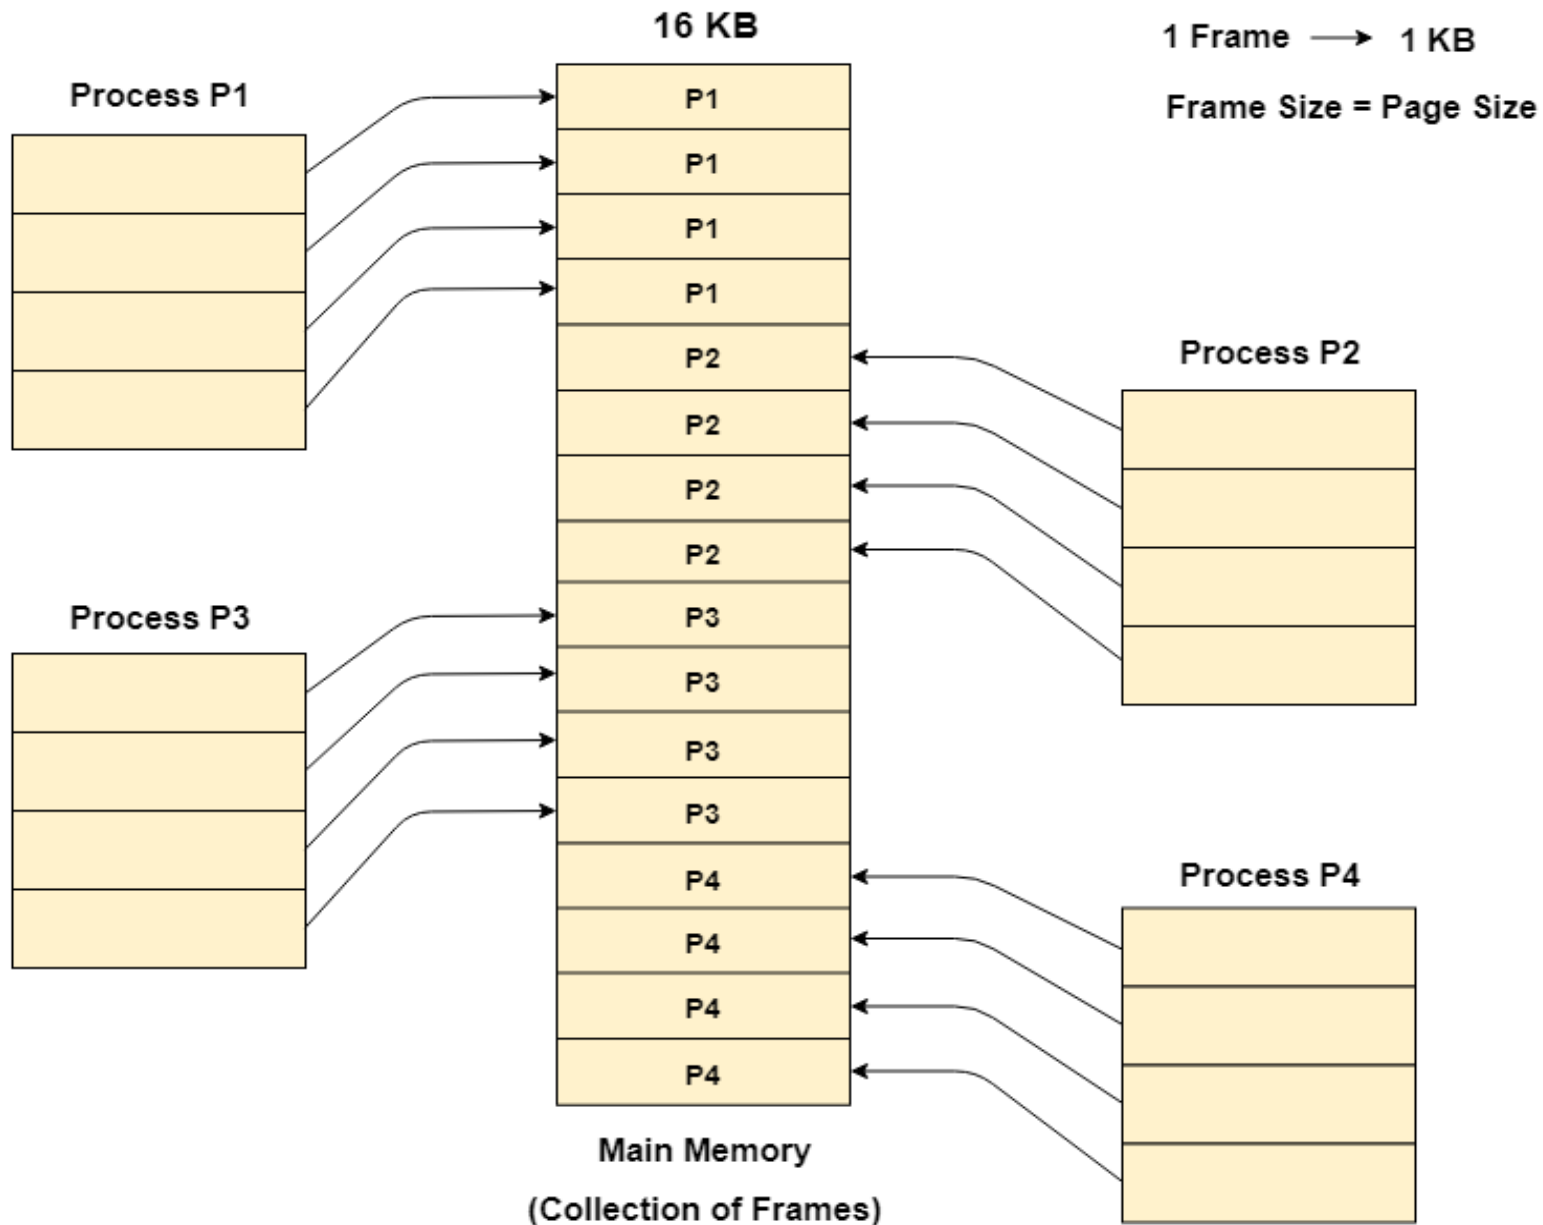 16 KB
1 Frame → 1 KB
Frame Size = Page Size
Process P1
P1
P1
P1
P1
Process P2
P2
P2
P2
P2
Process P3
P3
P3
P3
P3
Process P4
P4
P4
P4
P4
Main Memory
(Collection of Frames)